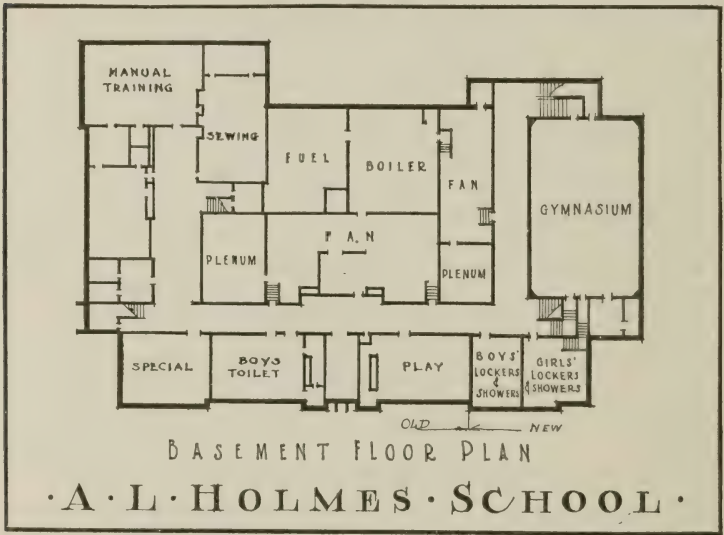 MANUAL
TRAINING
SEWING
FUEL
BOILER
FAN
GYMNASIUM
PLENUM
FAN
PLENUM
SPECIAL
BOYS
TOILET
PLAY
BOYS'
LOCKERS
&
SHOWERS
GIRLS'
LOCKERS
& SHOWERS
OLD NEW
BASEMENT FLOOR PLAN
·A·L·HOLMES·SCHOOL·